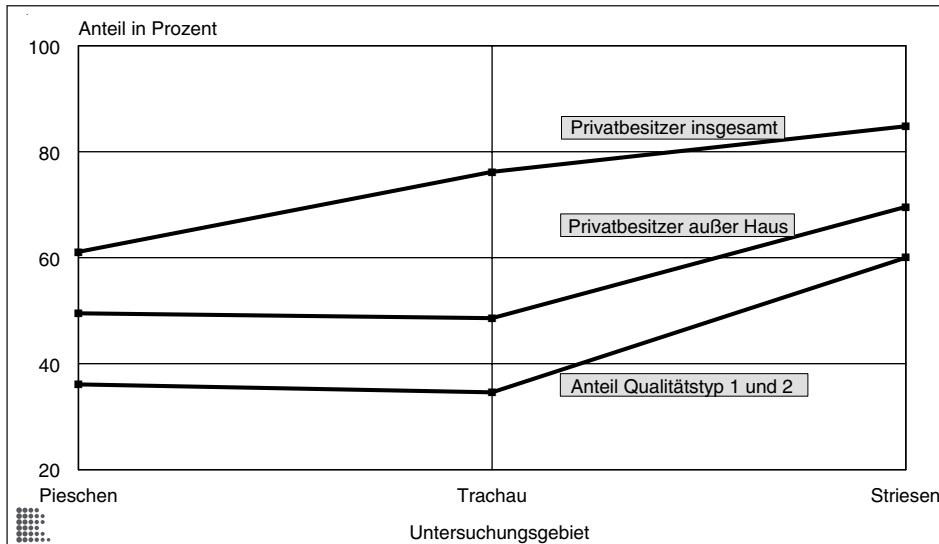 Anteil in Prozent
100
Privatbesitzer insgesamt
80
Privatbesitzer außer Haus
60
40
Anteil Qualitätstyp 1 und 2
20
Pieschen Trachau Striesen
Untersuchungsgebiet